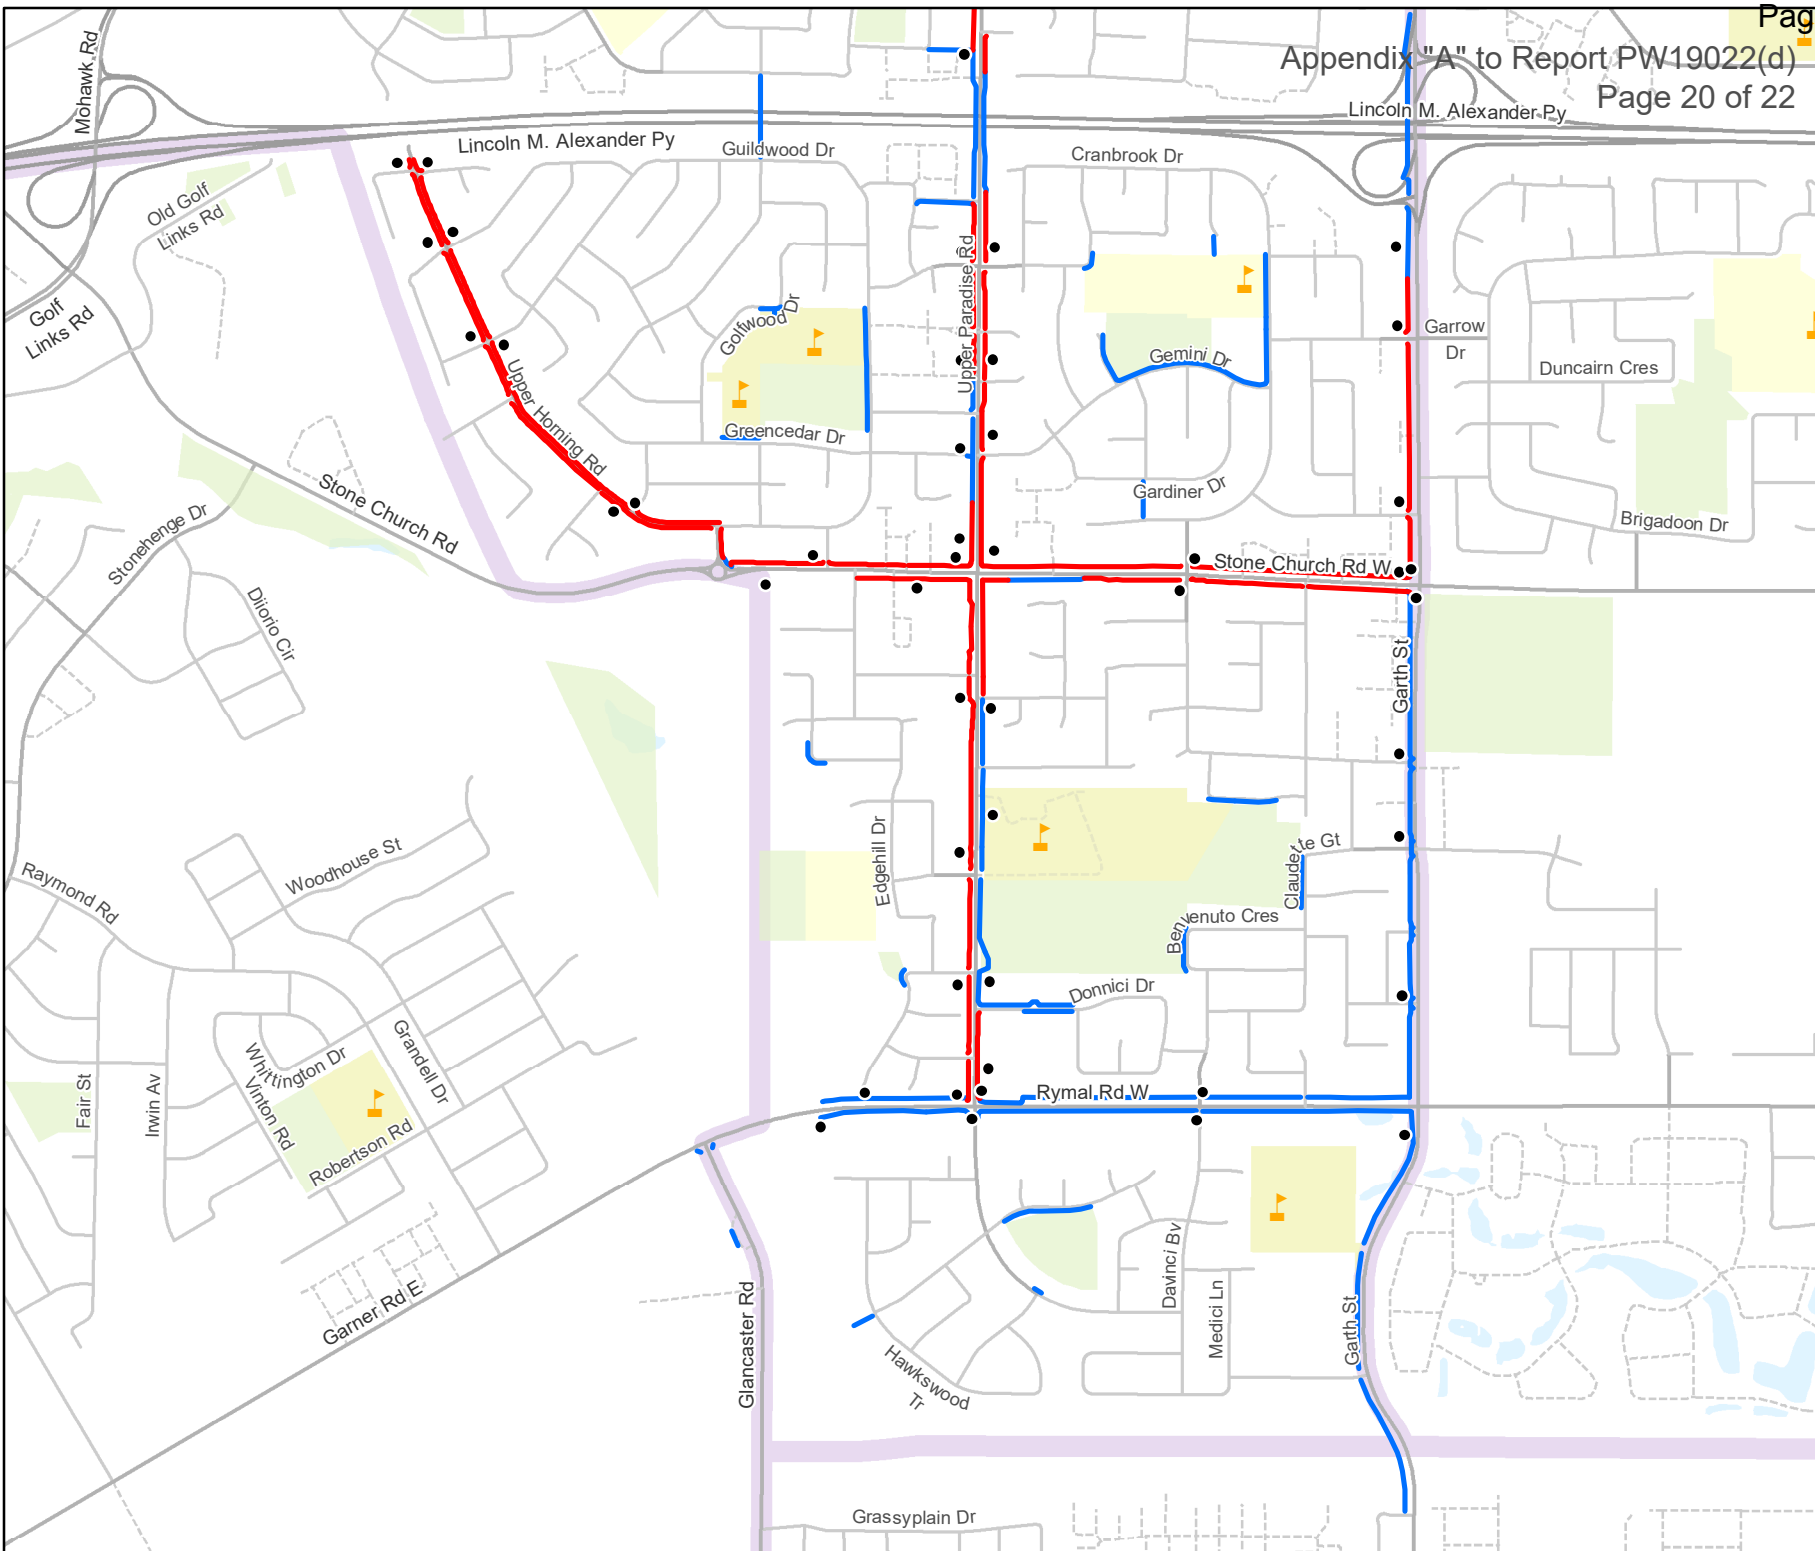 Pag
Appendix "A" to Report PW19022(d)
Page 20 of 22
Mohawk Rd
Lincoln M. Alexander Py
Lincoln M. Alexander Py
Guildwood Dr
Cranbrook Dr
Old Golf
Links Rd
Golf
Links Rd
Golfwood Dr
Upper Paradise Rd
Garrow
Dr
Gemini Dr
Duncairn Cres
Upper Horning Rd
Greencedar Dr
Stone Church Rd
Gardiner Dr
Brigadoon Dr
Stonehenge Dr
Stone Church Rd W
Diiorio Cir
Garth St
Edgehill Dr
Woodhouse St
Claudette Gt
Raymond Rd
Benvenuto Cres
Donnici Dr
Grandell Dr
Whittington Dr
Vinton Rd
Fair St
Irwin Av
Rymal Rd W
Robertson Rd
Davinci Bv
Medici Ln
Garth St
Garner Rd E
Glancaster Rd
Hawkswood
Tr
Grassyplain Dr